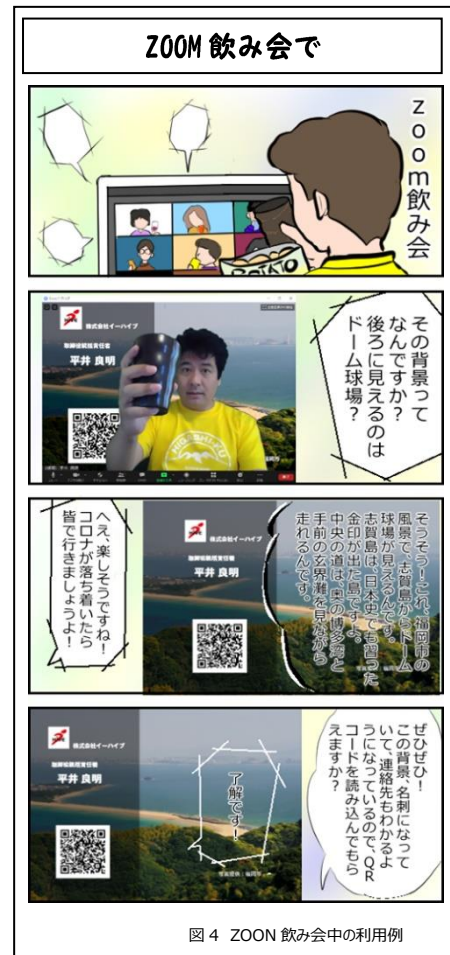 ZOOM 飲み会で
zoom飲み会
POTATO
その背景って
なんですか？
後ろに見えるのは
ドーム球場？
株式会社イーハイブ
平井 良明
そうそう！これ、福岡市の
風景で、志賀島からドーム
球場が見えるんです。
志賀島は、日本史でも習った
金印が出た島ですよ。
中央の道は、奥の博多湾と
手前の玄界灘を見ながら
走れるんです。
株式会社イーハイブ
平井 良明
へえ、楽しそうですね！
コロナが落ち着いたら
皆で行きましょうよ！
ぜひぜひ！
この背景、名刺になって
いて、連絡先もわかるよ
うになっているので、QR
コードを読み込んでもら
えますか？
了解です！
株式会社イーハイブ
平井 良明
図 4 ZOON 飲み会中の利用例